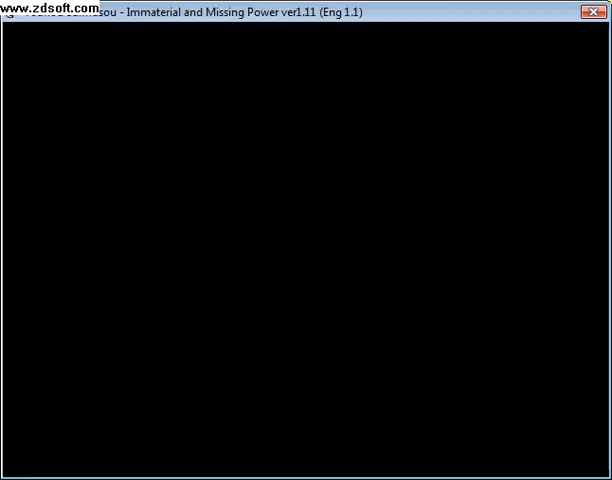 www.zdsoft.com
sou - Immaterial and Missing Power ver1.11 (Eng 1.1)